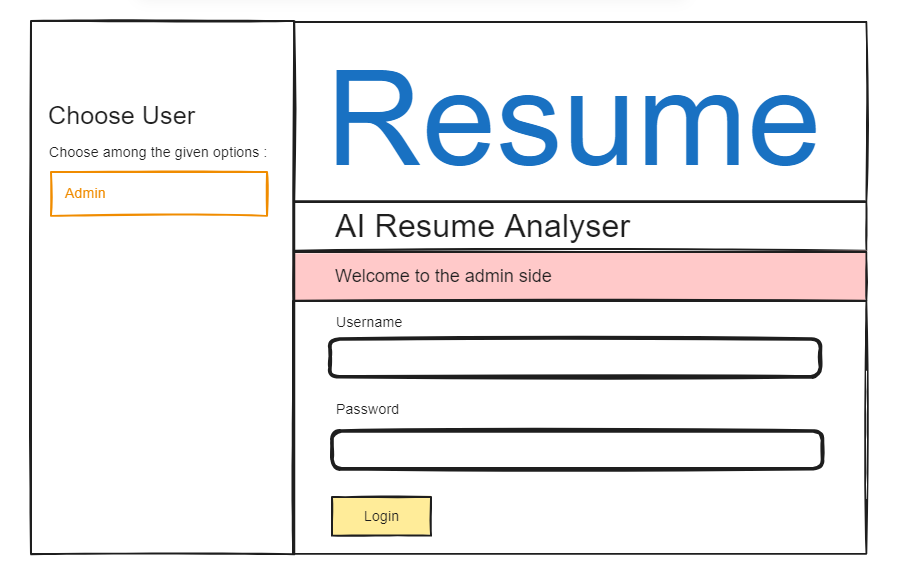 Choose User
Choose among the given options :
Admin
Resume
AI Resume Analyser
Welcome to the admin side
Username
Password
Login